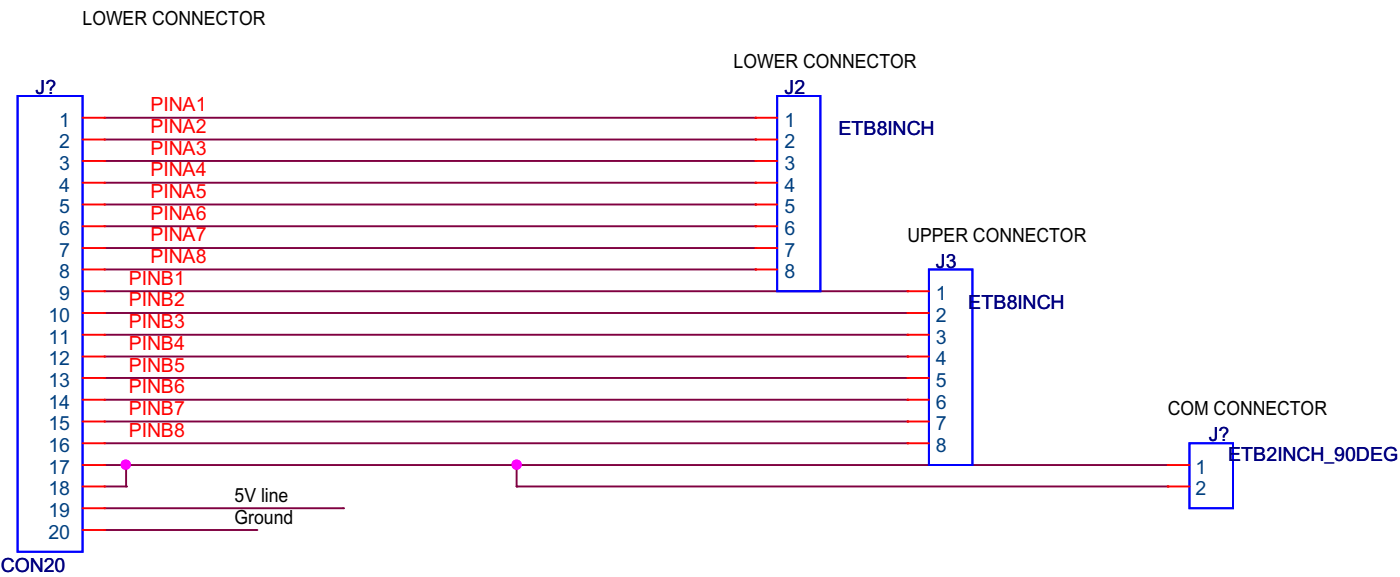 LOWER CONNECTOR
LOWER CONNECTOR
J?
J2
PINA1
1
1
ETB8INCH
PINA2
2
2
PINA3
3
3
PINA4
4
4
PINA5
5
5
PINA6
6
6
PINA7
7
7
UPPER CONNECTOR
PINA8
8
8
J3
PINB1
9
1
ETB8INCH
PINB2
10
2
PINB3
11
3
PINB4
12
4
PINB5
13
5
PINB6
14
6
COM CONNECTOR
PINB7
15
7
PINB8
16
8
J?
ETB2INCH_90DEG
17
1
18
2
5V line
19
Ground
20
CON20